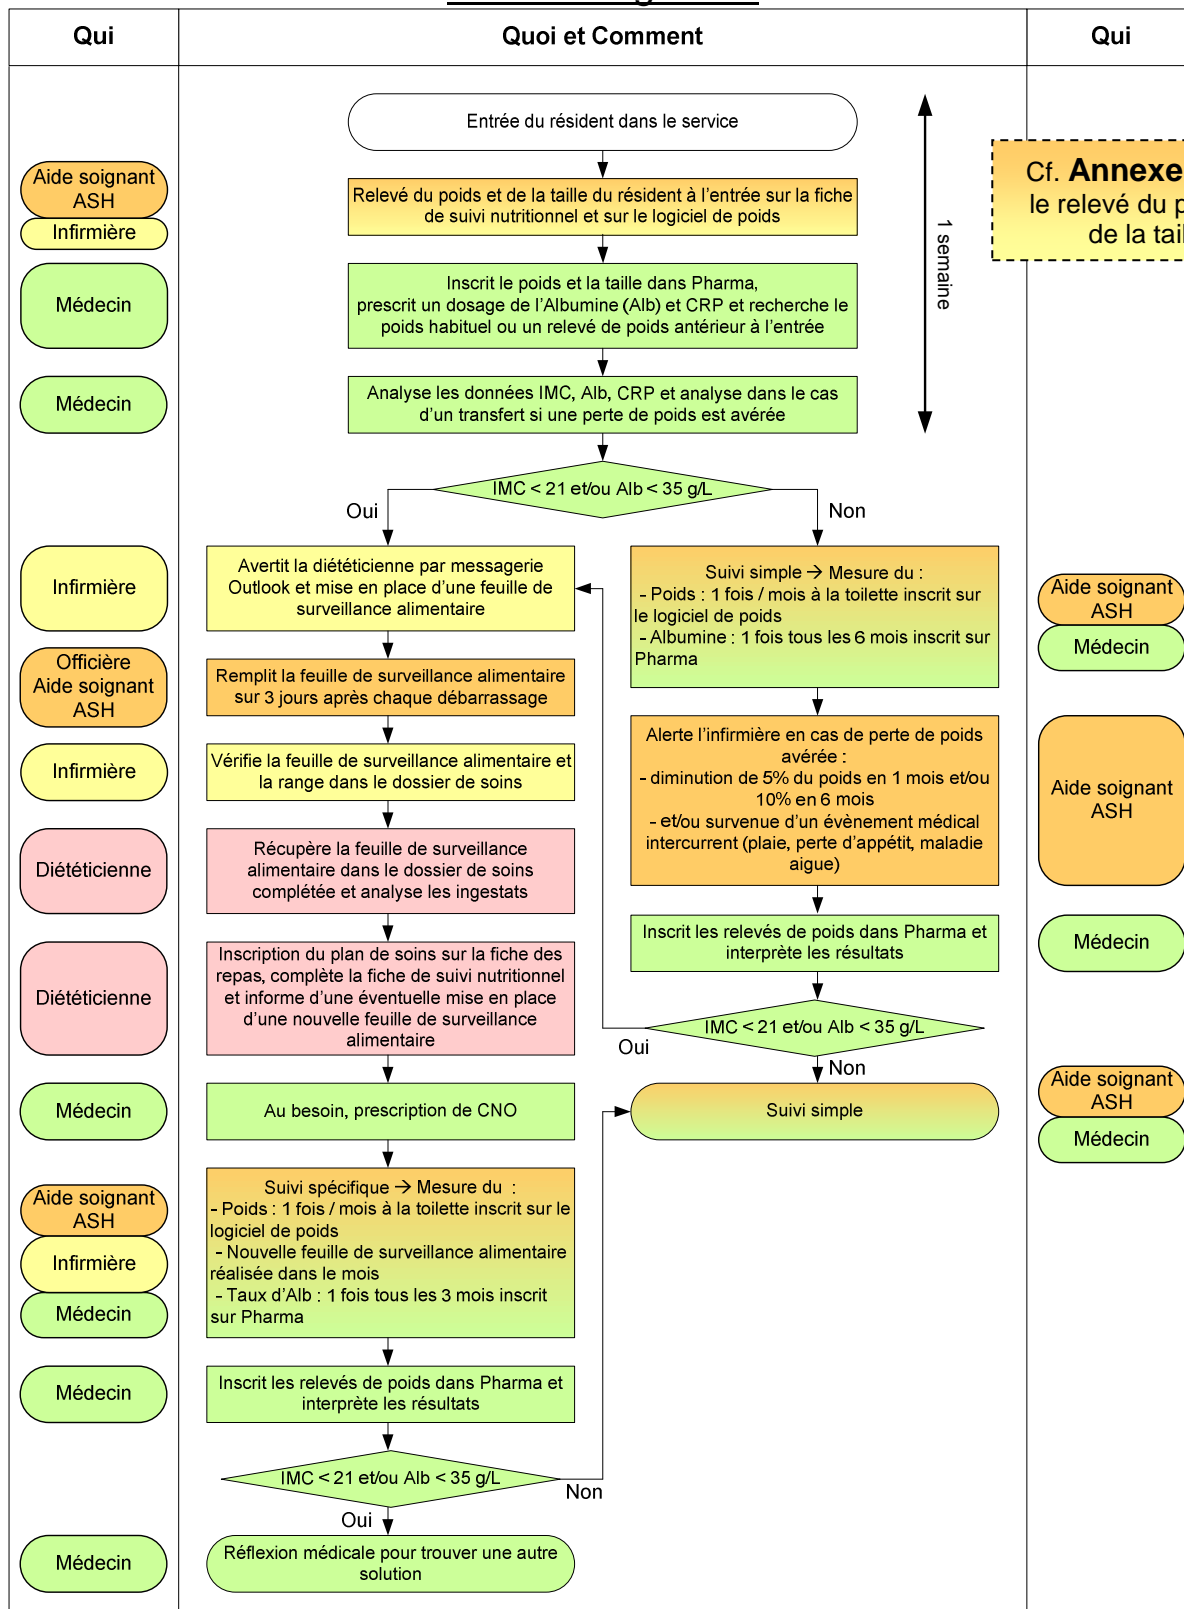 Qui
Quoi et Comment
Qui
Entrée du résident dans le service
1 semaine
Cf. Annexe
le relevé du p
de la tail
Aide soignant
ASH
Infirmière
Relevé du poids et de la taille du résident à l'entrée sur la fiche
de suivi nutritionnel et sur le logiciel de poids
Médecin
Inscrit le poids et la taille dans Pharma,
prescrit un dosage de l'Albumine (Alb) et CRP et recherche le
poids habituel ou un relevé de poids antérieur à l'entrée
Médecin
Analyse les données IMC, Alb, CRP et analyse dans le cas
d'un transfert si une perte de poids est avérée
IMC < 21 et/ou Alb < 35 g/L
Oui
Non
Infirmière
Avertit la diététicienne par messagerie
Outlook et mise en place d'une feuille de
surveillance alimentaire
Suivi simple → Mesure du :
- Poids : 1 fois / mois à la toilette inscrit sur
le logiciel de poids
- Albumine : 1 fois tous les 6 mois inscrit sur
Pharma
Aide soignant
ASH
Médecin
Officière
Aide soignant
ASH
Remplit la feuille de surveillance alimentaire
sur 3 jours après chaque débarrassage
Infirmière
Vérifie la feuille de surveillance alimentaire et
la range dans le dossier de soins
Alerte l'infirmière en cas de perte de poids
avérée :
- diminution de 5% du poids en 1 mois et/ou
10% en 6 mois
- et/ou survenue d'un évènement médical
intercurrent (plaie, perte d'appétit, maladie
aigue)
Aide soignant
ASH
Diététicienne
Récupère la feuille de surveillance
alimentaire dans le dossier de soins
complétée et analyse les ingestats
Inscrit les relevés de poids dans Pharma et
interprète les résultats
Médecin
Diététicienne
Inscription du plan de soins sur la fiche des
repas, complète la fiche de suivi nutritionnel
et informe d'une éventuelle mise en place
d'une nouvelle feuille de surveillance
alimentaire
IMC < 21 et/ou Alb < 35 g/L
Oui
Non
Médecin
Au besoin, prescription de CNO
Suivi simple
Aide soignant
ASH
Médecin
Aide soignant
ASH
Infirmière
Médecin
Suivi spécifique → Mesure du :
- Poids : 1 fois / mois à la toilette inscrit sur le
logiciel de poids
- Nouvelle feuille de surveillance alimentaire
réalisée dans le mois
- Taux d'Alb : 1 fois tous les 3 mois inscrit
sur Pharma
Médecin
Inscrit les relevés de poids dans Pharma et
interprète les résultats
IMC < 21 et/ou Alb < 35 g/L
Non
Oui
Médecin
Réflexion médicale pour trouver une autre
solution